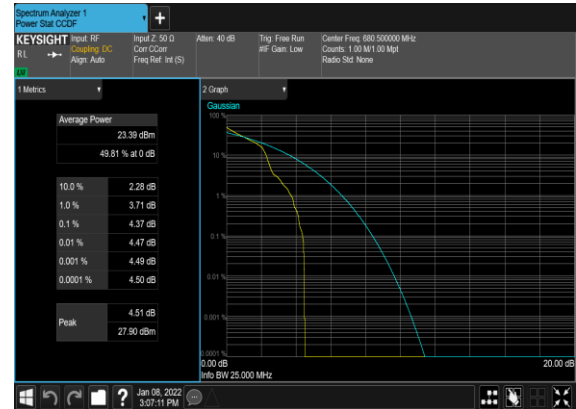 Spectrum Analyzer 1
Power Stat CCDF
KEYSIGHT
RL
Input: RF
Coupling: DC
Align: Auto
Input Z: 50 Ω
Corr CCorr
Freq Ref: Int (S)
Atten: 40 dB
Trig: Free Run
#IF Gain: Low
Center Freq: 680.500000 MHz
Counts: 1.00 M/1.00 Mpt
Radio Std: None
1 Metrics
Average Power
23.39 dBm
49.81 % at 0 dB
10.0 % 2.28 dB
1.0 % 3.71 dB
0.1 % 4.37 dB
0.01 % 4.47 dB
0.001 % 4.49 dB
0.0001 % 4.50 dB
Peak
4.51 dB
27.90 dBm
2 Graph
Gaussian
100 %
10 %
1 %
0.1 %
0.01 %
0.001 %
0.0001 %
0.00 dB
20.00 dB
Info BW 25.000 MHz
?
Jan 08, 2022
3:07:11 PM